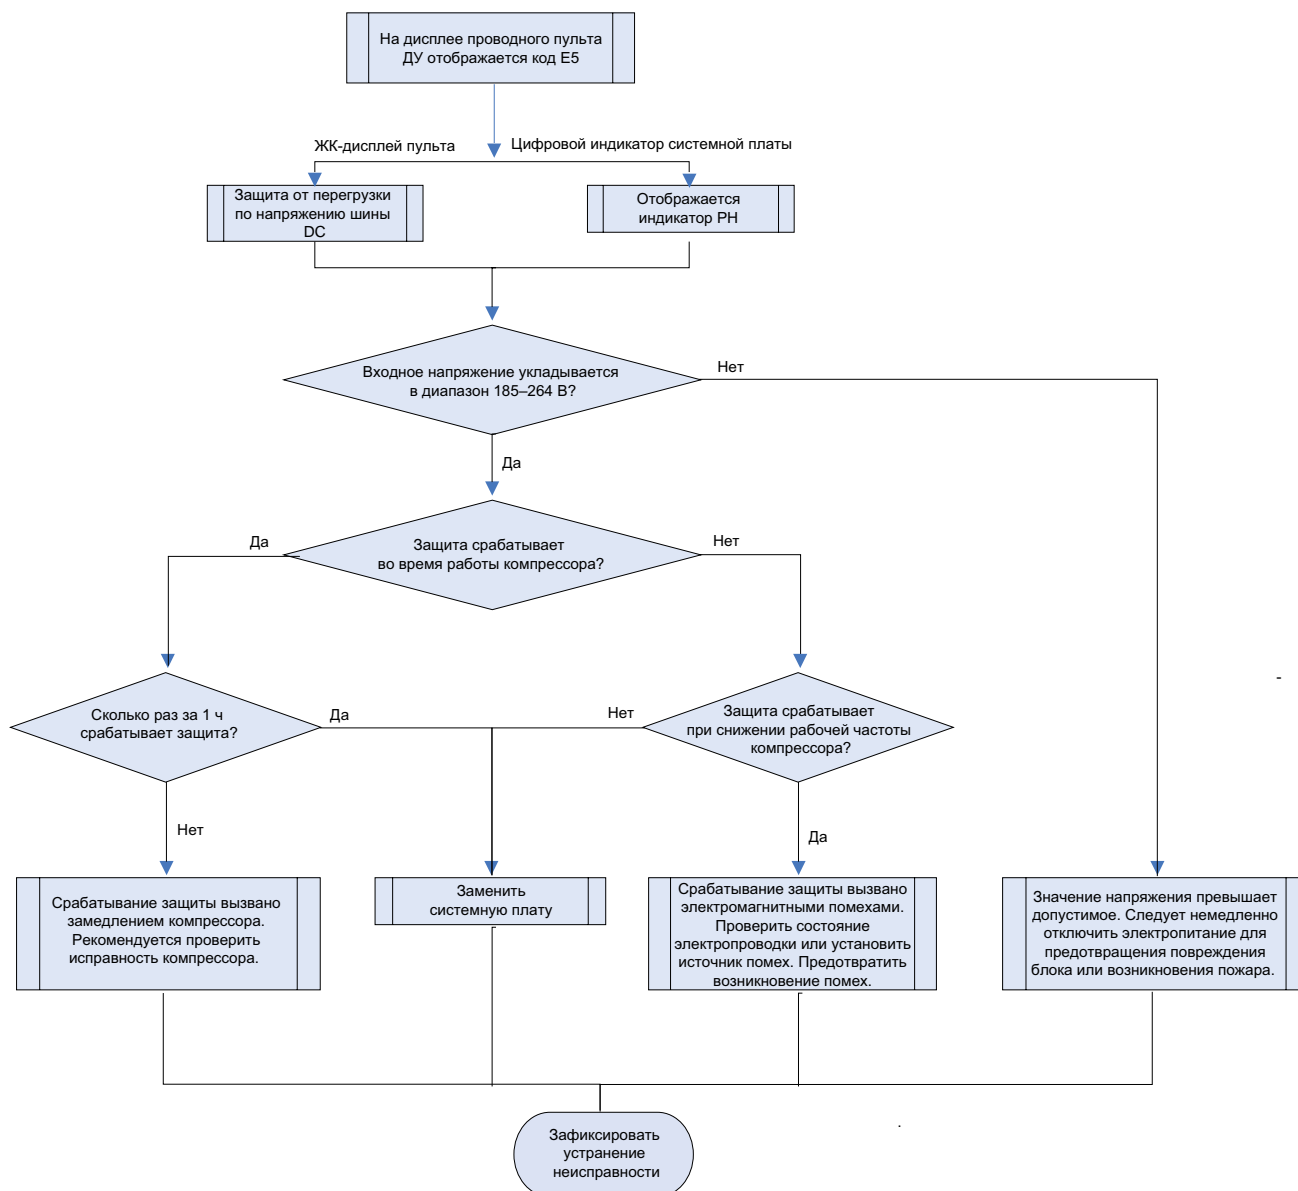 На дисплее проводного пульта
ДУ отображается код E5
ЖК-дисплей пульта
Цифровой индикатор системной платы
Защита от перегрузки
по напряжению шины
DC
Отображается
индикатор PH
Входное напряжение укладывается
в диапазон 185–264 В?
Нет
Да
Защита срабатывает
во время работы компрессора?
Да
Нет
Сколько раз за 1 ч
срабатывает защита?
Да
Нет
Защита срабатывает
при снижении рабочей частоты
компрессора?
Нет
Да
Срабатывание защиты вызвано
замедлением компрессора.
Рекомендуется проверить
исправность компрессора.
Заменить
системную плату
Срабатывание защиты вызвано
электромагнитными помехами.
Проверить состояние
электропроводки или установить
источник помех. Предотвратить
возникновение помех.
Значение напряжения превышает
допустимое. Следует немедленно
отключить электропитание для
предотвращения повреждения
блока или возникновения пожара.
Зафиксировать
устранение
неисправности